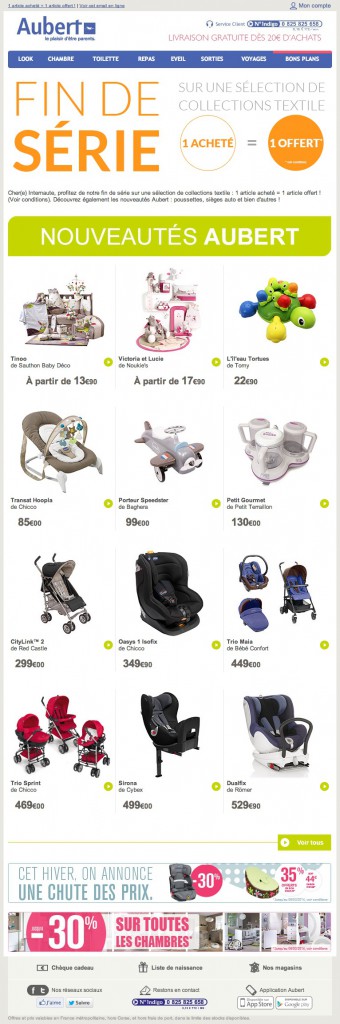 1 article acheté = 1 article offert ! | Voir cet email en ligne
Mon compte
Aubert
le plaisir d'être parents.
Service Client
N° Indigo 0 825 825 658
LIVRAISON GRATUITE DÈS 20€ D'ACHATS
LOOK CHAMBRE TOILETTE REPAS EVEIL SORTIES VOYAGES BONS PLANS
FIN DE SÉRIE
SUR UNE SÉLECTION DE
COLLECTIONS TEXTILE
1 ACHETÉ = 1 OFFERT*
Cher(e) Internaute, profitez de notre fin de série sur une sélection de collections textile : 1 article acheté = 1 article offert !
(Voir conditions). Découvrez également les nouveautés Aubert : poussettes, sièges auto et bien d'autres !
NOUVEAUTÉS AUBERT
Tinoo
de Sauthon Baby Déco
À partir de 13€90
Victoria et Lucie
de Noukie's
À partir de 17€90
L'Ileau Tortues
de Tomy
22€90
Transat Hoopla
de Chicco
85€00
Porteur Speedster
de Baghera
99€00
Petit Gourmet
de Petit Terraillon
130€00
CityLink™ 2
de Red Castle
299€00
Oasys 1 Isofix
de Chicco
349€90
Trio Maia
de Bébé Confort
449€00
Trio Sprint
de Chicco
469€00
Sirona
de Cybex
499€00
Dualfix
de Römer
529€90
Voir tous
CET HIVER, ON ANNONCE
UNE CHUTE DES PRIX.
-30%
35%
44€
JUSQU'À
-30%
SUR TOUTES
LES CHAMBRES*
Chèque cadeau
Liste de naissance
Nos magasins
Nos réseaux sociaux
J'aime
Suivre
Restons en contact
N° Indigo 0 825 825 658
Application Aubert
App Store
Google play